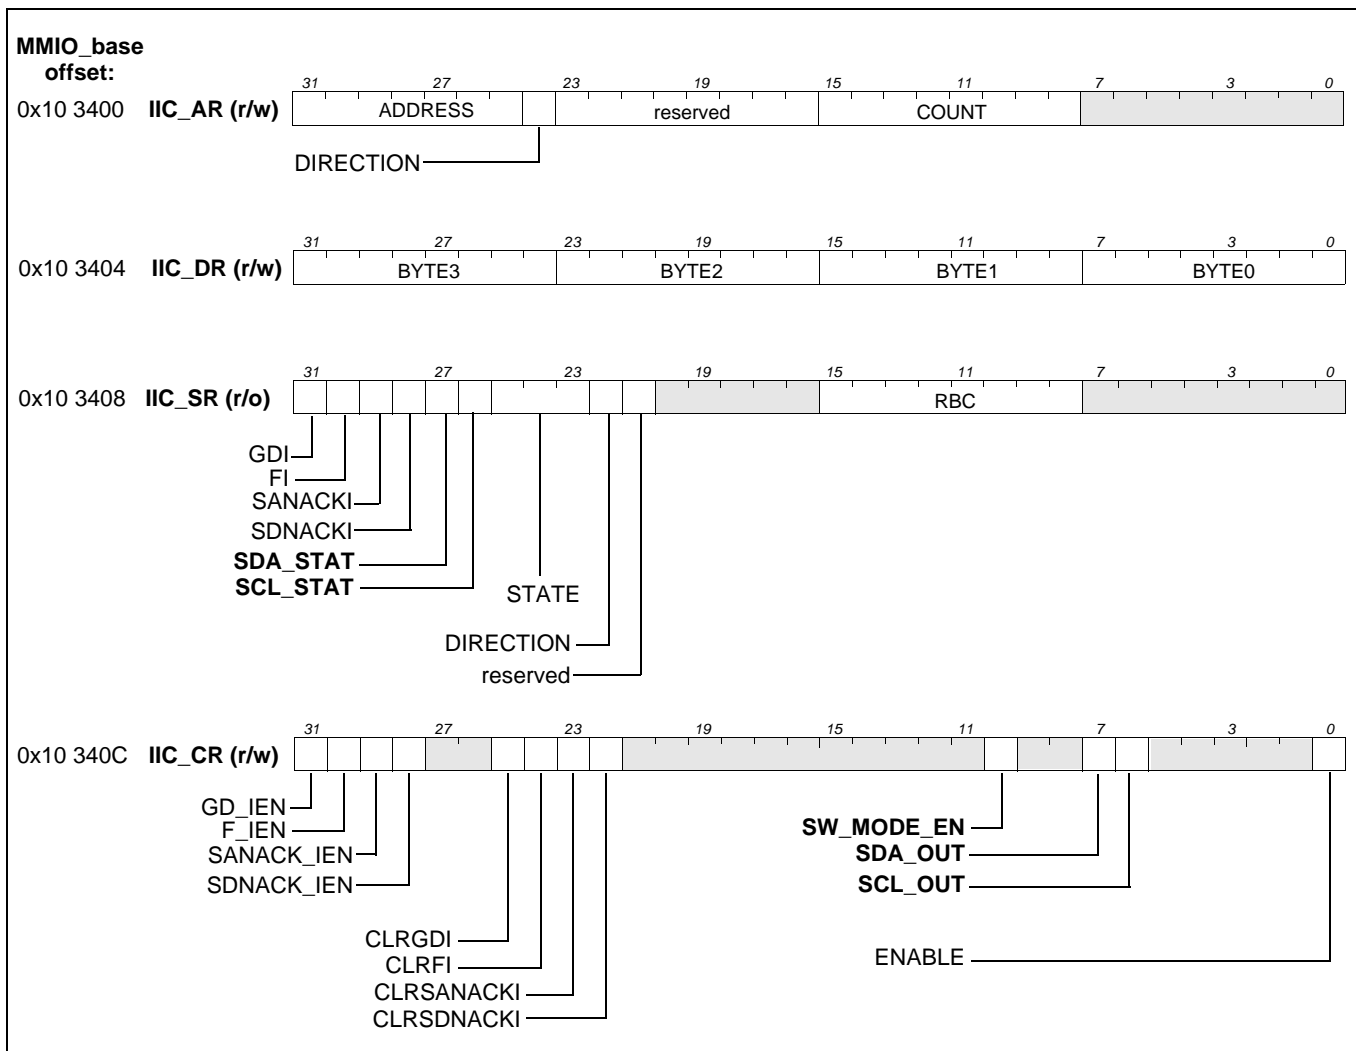 MMIO_base
offset:
31 27 23 19 15 11 7 3 0
0x10 3400 IIC_AR (r/w) ADDRESS reserved COUNT
DIRECTION
31 27 23 19 15 11 7 3 0
0x10 3404 IIC_DR (r/w) BYTE3 BYTE2 BYTE1 BYTE0
31 27 23 19 15 11 7 3 0
0x10 3408 IIC_SR (r/o) RBC
GDI
FI
SANACKI
SDNACKI
SDA_STAT
SCL_STAT
STATE
DIRECTION
reserved
31 27 23 19 15 11 7 3 0
0x10 340C IIC_CR (r/w)
GD_IEN
F_IEN
SANACK_IEN
SDNACK_IEN
CLRGDI
CLRFI
CLRSANACKI
CLRSDNACKI
SW_MODE_EN
SDA_OUT
SCL_OUT
ENABLE